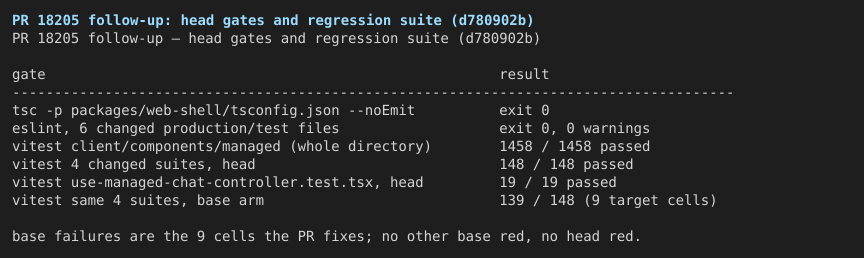 PR 18205 follow-up: head gates and regression suite (d780902b)
PR 18205 follow-up — head gates and regression suite (d780902b)
gate result
----------------------------------------------------------------------------------------
tsc -p packages/web-shell/tsconfig.json --noEmit exit 0
eslint, 6 changed production/test files exit 0, 0 warnings
vitest client/components/managed (whole directory) 1458 / 1458 passed
vitest 4 changed suites, head 148 / 148 passed
vitest use-managed-chat-controller.test.tsx, head 19 / 19 passed
vitest same 4 suites, base arm 139 / 148 (9 target cells)
base failures are the 9 cells the PR fixes; no other base red, no head red.